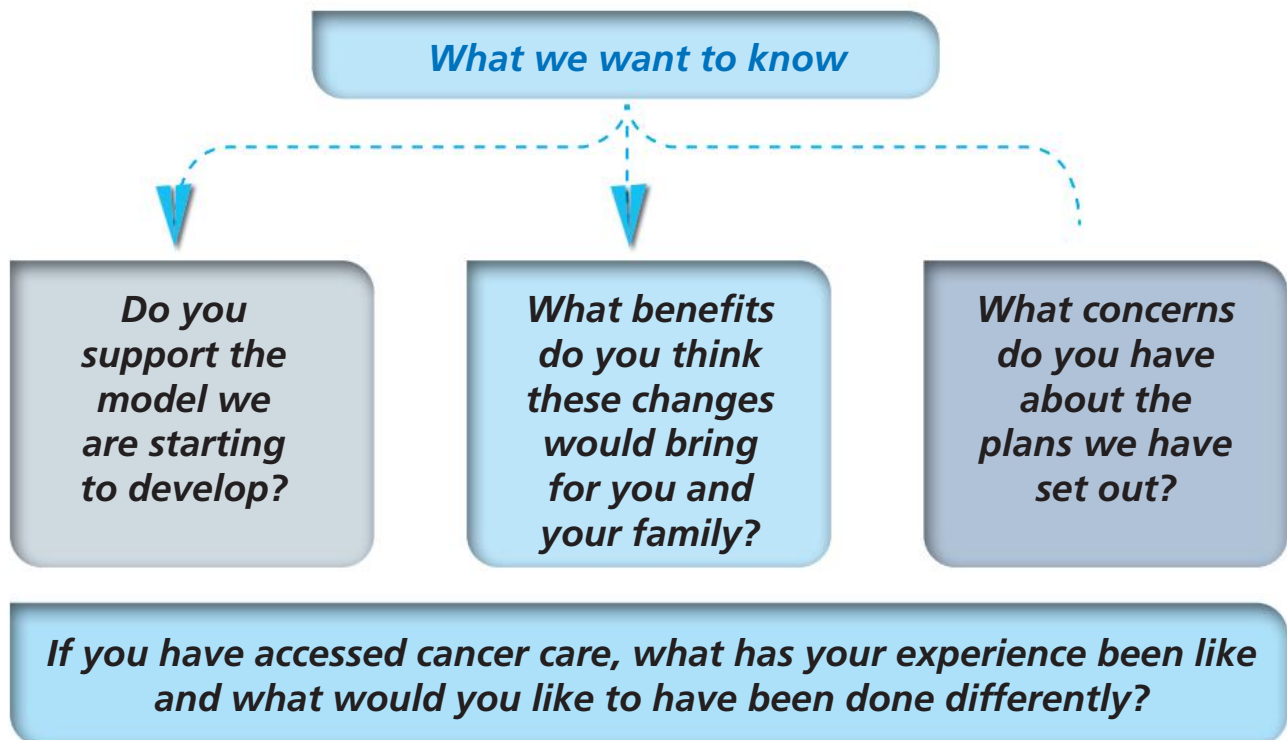 What we want to know
Do you
support the
model we
are starting
to develop?
What benefits
do you think
these changes
would bring
for you and
your family?
What concerns
do you have
about the
plans we have
set out?
If you have accessed cancer care, what has your experience been like
and what would you like to have been done differently?